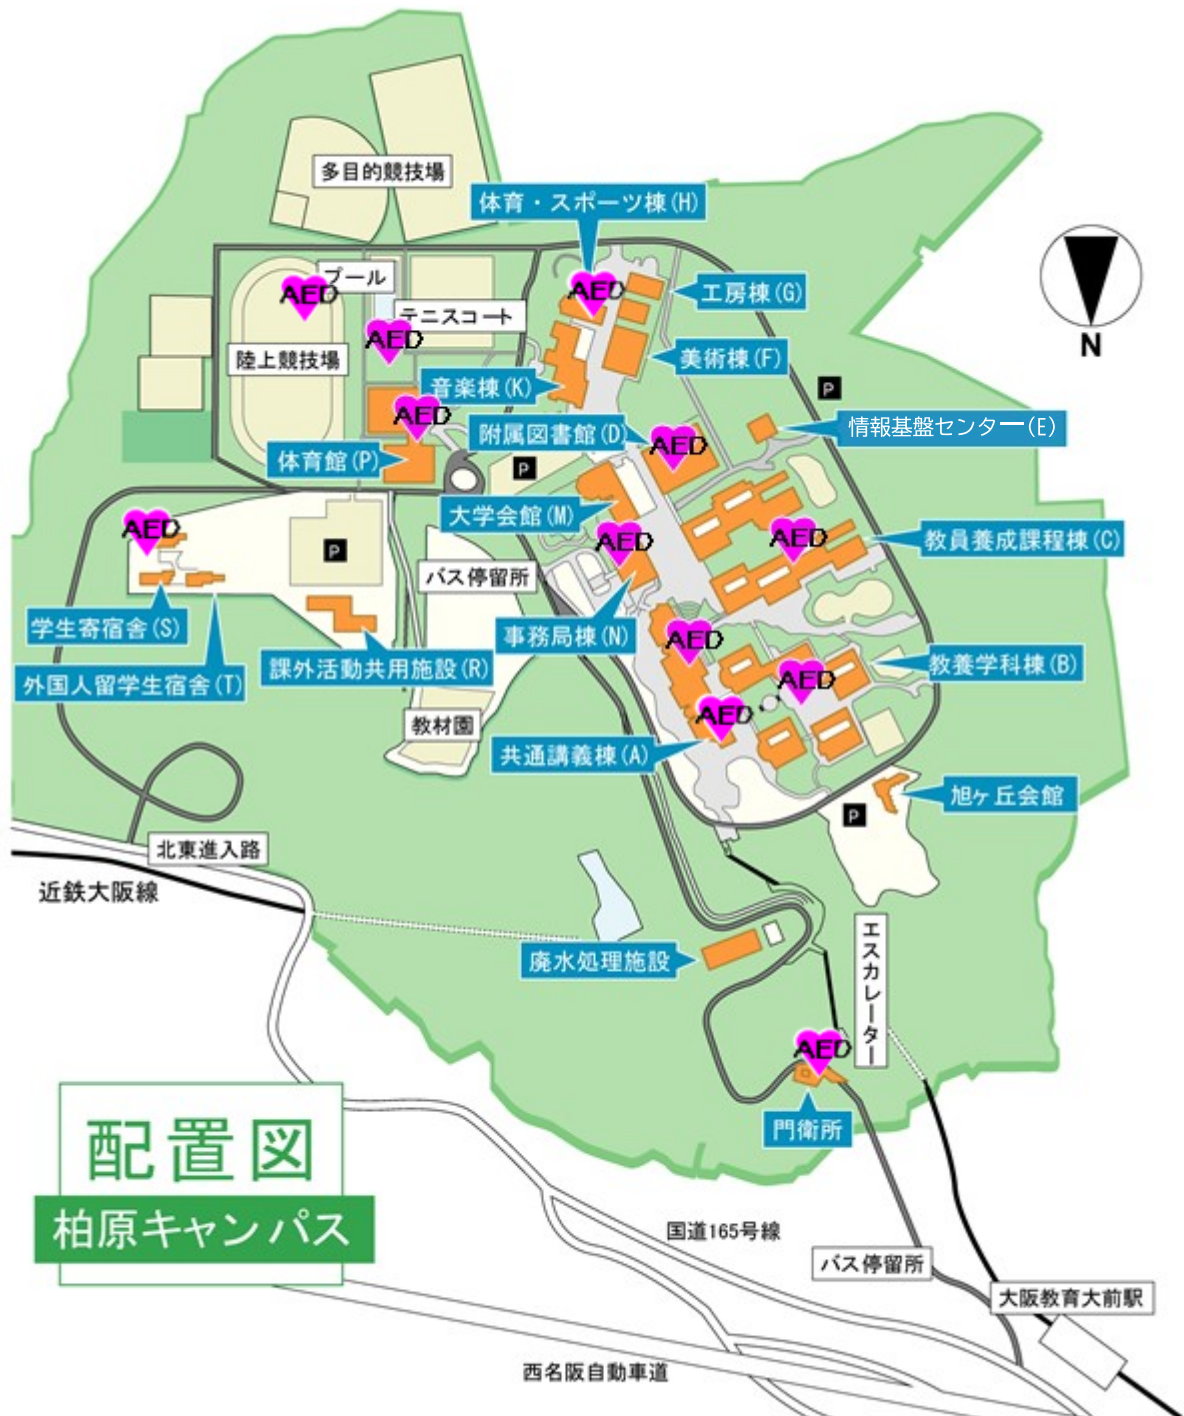 多目的競技場
体育・スポーツ棟(H)
プール
AED
AED
工房棟(G)
テニスコート
AED
陸上競技場
美術棟(F)
N
音楽棟(K)
P
AED
附属図書館(D)
AED
情報基盤センター(E)
体育館(P)
P
大学会館(M)
AED
P
AED
AED
教員養成課程棟(C)
バス停留所
学生寄宿舎(S)
事務局棟(N)
AED
課外活動共用施設(R)
教養学科棟(B)
外国人留学生宿舎(T)
AED
教材園
AED
共通講義棟(A)
旭ヶ丘会館
P
北東進入路
近鉄大阪線
エスカレーター
廃水処理施設
AED
門衛所
配置図
柏原キャンパス
国道165号線
バス停留所
大阪教育大前駅
西名阪自動車道